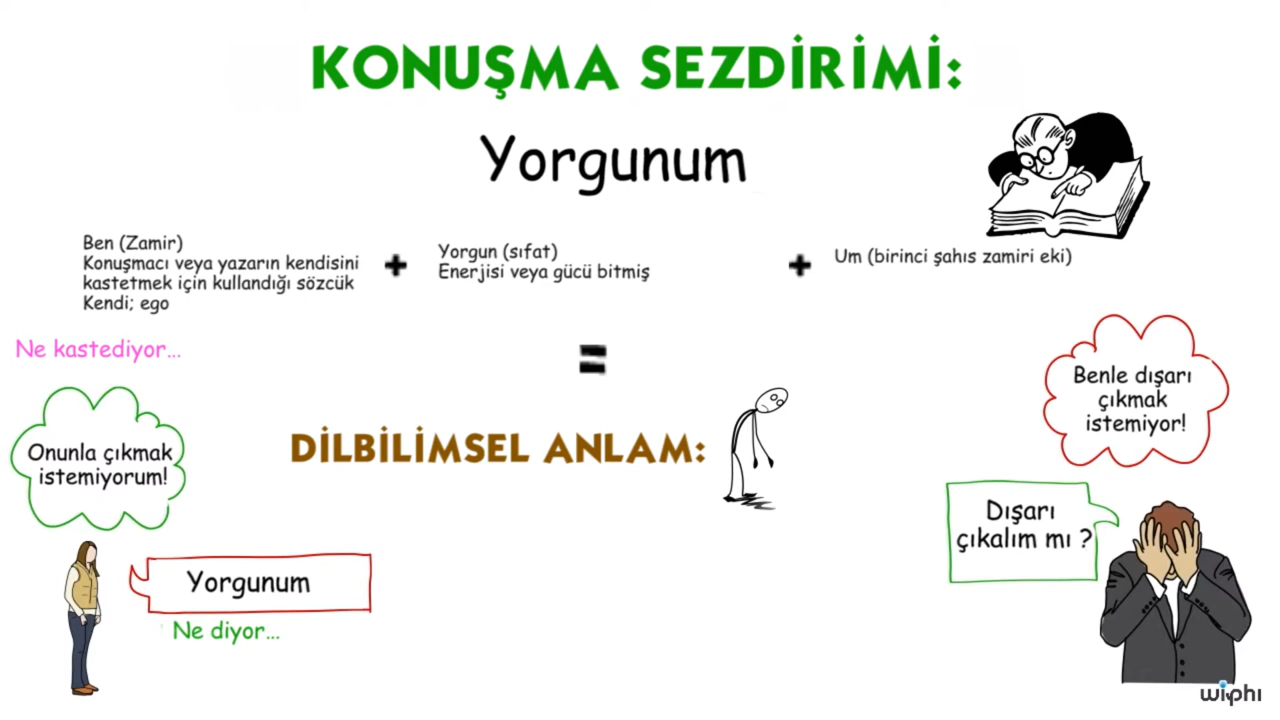 KONUŞMA SEZDİRİMİ:
Yorgunum
Ben (Zamir)
Konuşmacı veya yazarın kendisini
kastetmek için kullandığı sözcük
Kendi; ego
+
Yorgun (sıfat)
Enerjisi veya gücü bitmiş
+
Um (birinci şahıs zamiri eki)
=
Ne kastediyor...
Onunla çıkmak
istemiyorum!
DİLBİLİMSEL ANLAM:
Benle dışarı
çıkmak
istemiyor!
Dışarı
çıkalım mı ?
Yorgunum
Ne diyor...
wiphi